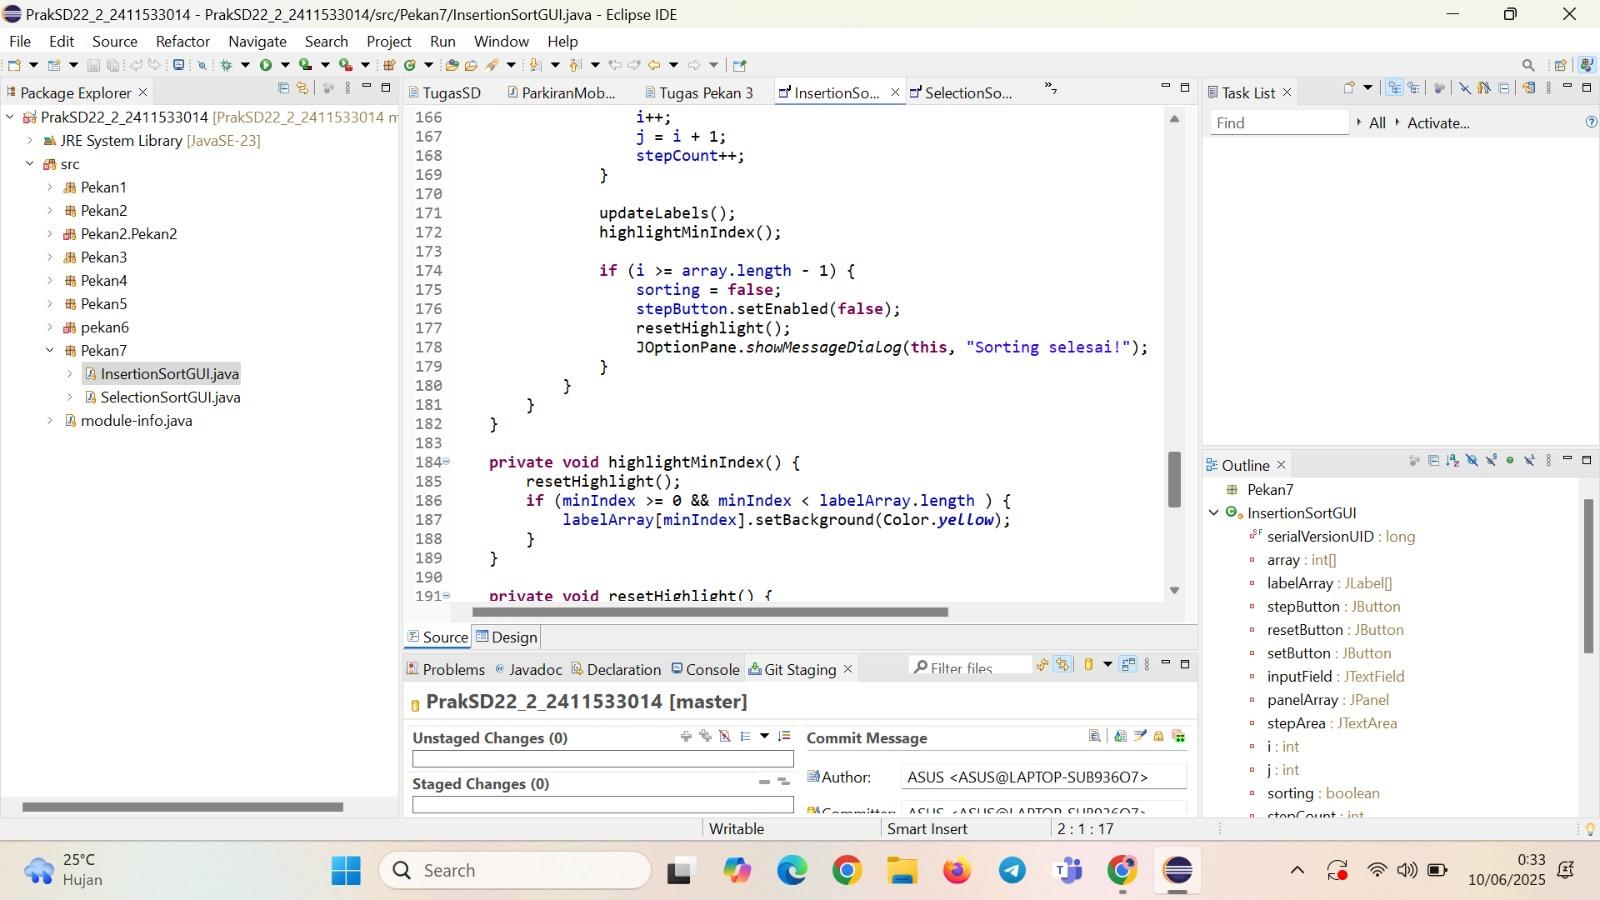 PrakSD22_2_2411533014 - PrakSD22_2_2411533014/src/Pekan7/InsertionSortGUI.java - Eclipse IDE
File Edit Source Refactor Navigate Search Project Run Window Help
Package Explorer
PrakSD22_2_2411533014 [PrakSD22_2_2411533014 m
JRE System Library [JavaSE-23]
src
Pekan1
Pekan2
Pekan2.Pekan2
Pekan3
Pekan4
Pekan5
pekan6
Pekan7
InsertionSortGUI.java
SelectionSortGUI.java
module-info.java
TugasSD ParkiranMob... Tugas Pekan 3 InsertionSo... SelectionSo... »7
166 i++;
167 j = i + 1;
168 stepCount++;
169 }
170
171 updateLabels();
172 highlightMinIndex();
173
174 if (i >= array.length - 1) {
175 sorting = false;
176 stepButton.setEnabled(false);
177 resetHighlight();
178 JOptionPane.showMessageDialog(this, "Sorting selesai!");
179 }
180 }
181 }
182 }
183
184 private void highlightMinIndex() {
185 resetHighlight();
186 if (minIndex >= 0 && minIndex < labelArray.length ) {
187 labelArray[minIndex].setBackground(Color.yellow);
188 }
189 }
190
191 private void resetHighlight() {
Source Design
Problems Javadoc Declaration Console Git Staging Filter files
PrakSD22_2_2411533014 [master]
Unstaged Changes (0)
Staged Changes (0)
Commit Message
Author: ASUS <ASUS@LAPTOP-SUB936O7>
Committer: ASUS <ASUS@LAPTOP-SUB936O7>
Task List
Find All Activate...
Outline
Pekan7
InsertionSortGUI
serialVersionUID : long
array : int[]
labelArray : JLabel[]
stepButton : JButton
resetButton : JButton
setButton : JButton
inputField : JTextField
panelArray : JPanel
stepArea : JTextArea
i : int
j : int
sorting : boolean
stepCount : int
Writable Smart Insert 2 : 1 : 17
25°C
Hujan
Search
0:33
10/06/2025